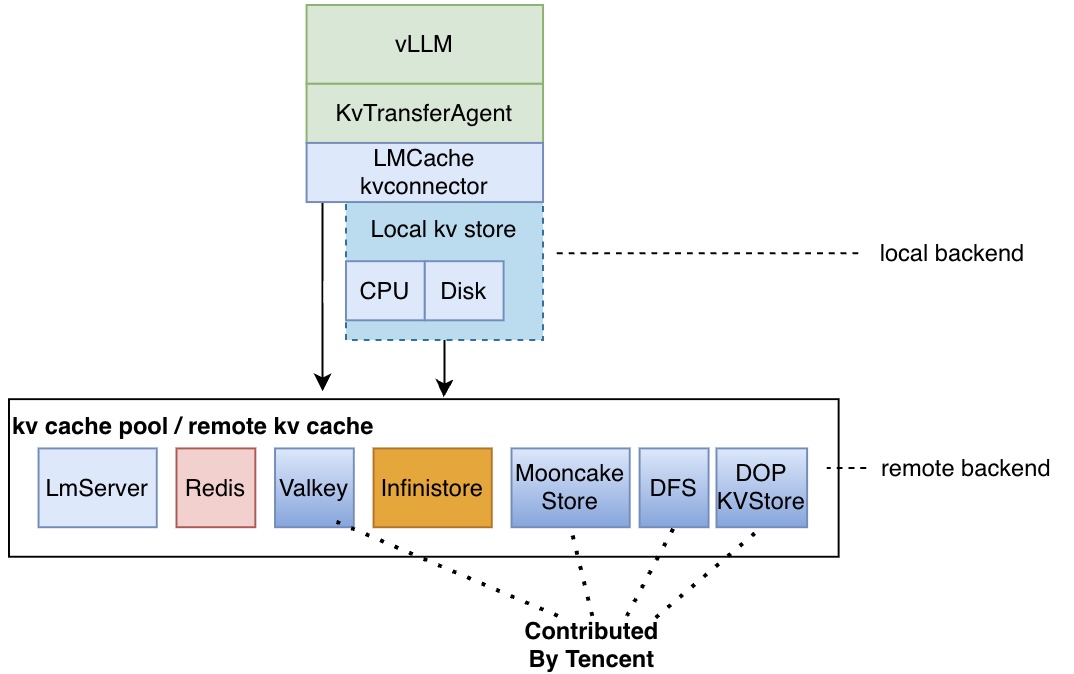 vLLM
KvTransferAgent
LMCache
kvconnector
Local kv store
local backend
CPU
Disk
kv cache pool / remote kv cache
remote backend
LmServer
Redis
Valkey
Infinistore
Mooncake
Store
DFS
DOP
KVStore
Contributed
By Tencent